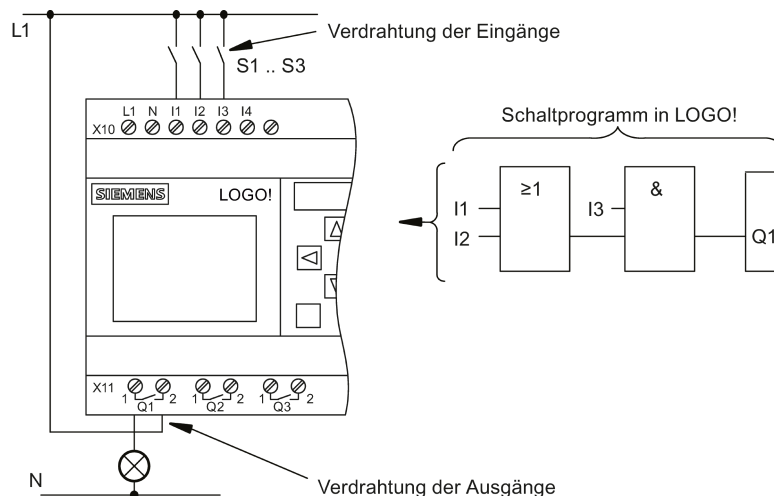 L1
Verdrahtung der Eingänge
S1 .. S3
L1 N I1 I2 I3 I4
X10
SIEMENS
LOGO!
X11
1 2 1 2 1 2
Q1 Q2 Q3
N
Verdrahtung der Ausgänge
Schaltprogramm in LOGO!
≥1
&
I1
I3
I2
Q1